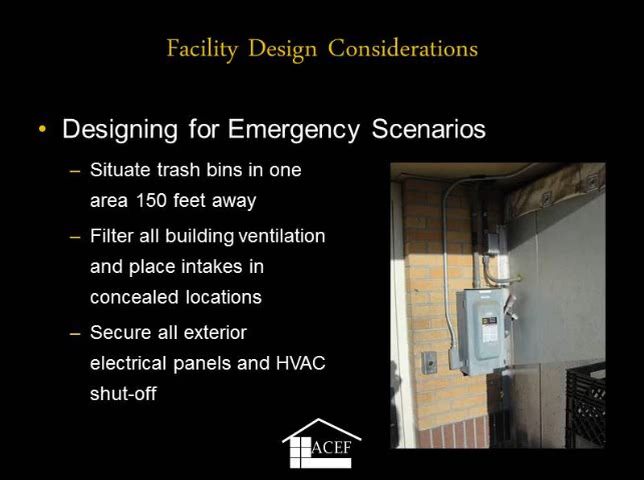 Facility Design Considerations
• Designing for Emergency Scenarios
– Situate trash bins in one
area 150 feet away
– Filter all building ventilation
and place intakes in
concealed locations
– Secure all exterior
electrical panels and HVAC
shut-off
ACEF